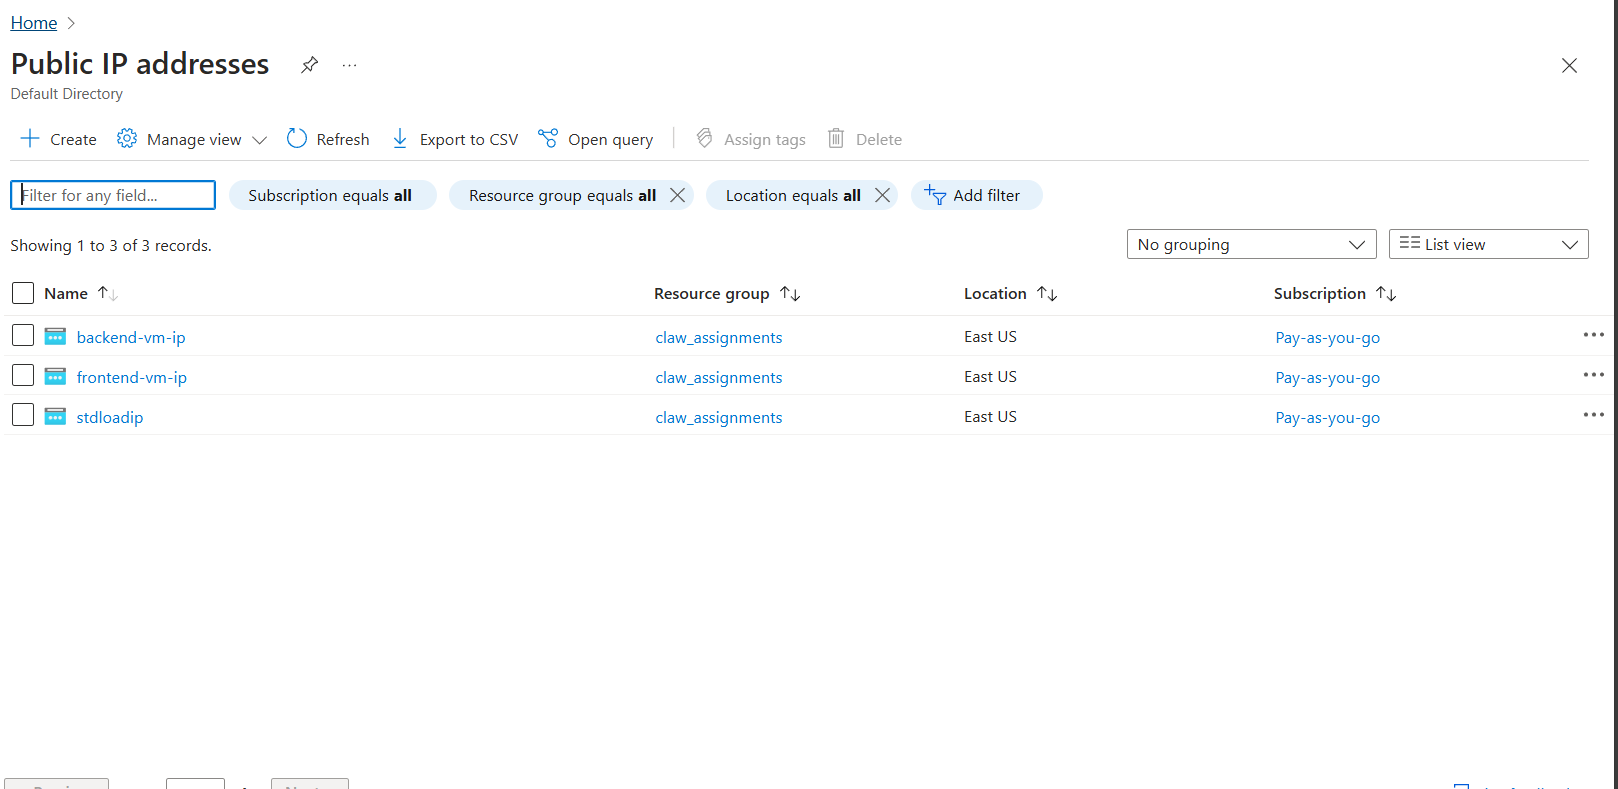 Home
Public IP addresses
Default Directory
Create Manage view Refresh Export to CSV Open query Assign tags Delete
Filter for any field... Subscription equals all Resource group equals all Location equals all Add filter
Showing 1 to 3 of 3 records. No grouping List view
Name Resource group Location Subscription
backend-vm-ip claw_assignments East US Pay-as-you-go
frontend-vm-ip claw_assignments East US Pay-as-you-go
stdloadip claw_assignments East US Pay-as-you-go